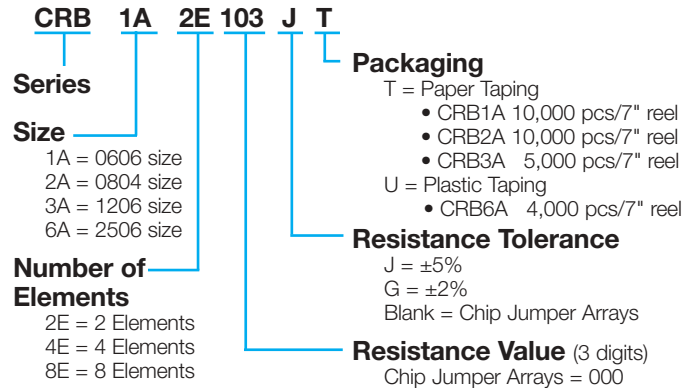 CRB 1A 2E 103 J T
Series
Size
1A = 0606 size
2A = 0804 size
3A = 1206 size
6A = 2506 size
Number of
Elements
2E = 2 Elements
4E = 4 Elements
8E = 8 Elements
Packaging
T = Paper Taping
• CRB1A 10,000 pcs/7" reel
• CRB2A 10,000 pcs/7" reel
• CRB3A 5,000 pcs/7" reel
U = Plastic Taping
• CRB6A 4,000 pcs/7" reel
Resistance Tolerance
J = ±5%
G = ±2%
Blank = Chip Jumper Arrays
Resistance Value (3 digits)
Chip Jumper Arrays = 000